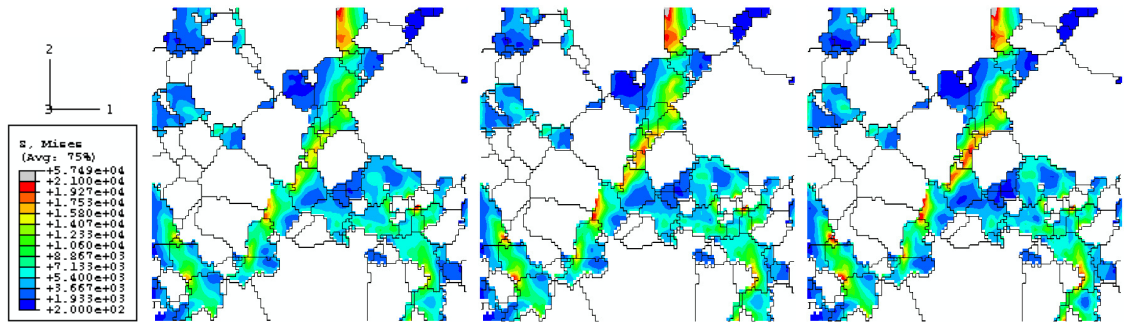 2
3
1
S, Mises
(Avg: 75%)
+5.749e+04
+2.100e+04
+1.927e+04
+1.753e+04
+1.580e+04
+1.407e+04
+1.233e+04
+1.060e+04
+8.867e+03
+7.133e+03
+5.400e+03
+3.667e+03
+1.933e+03
+2.000e+02